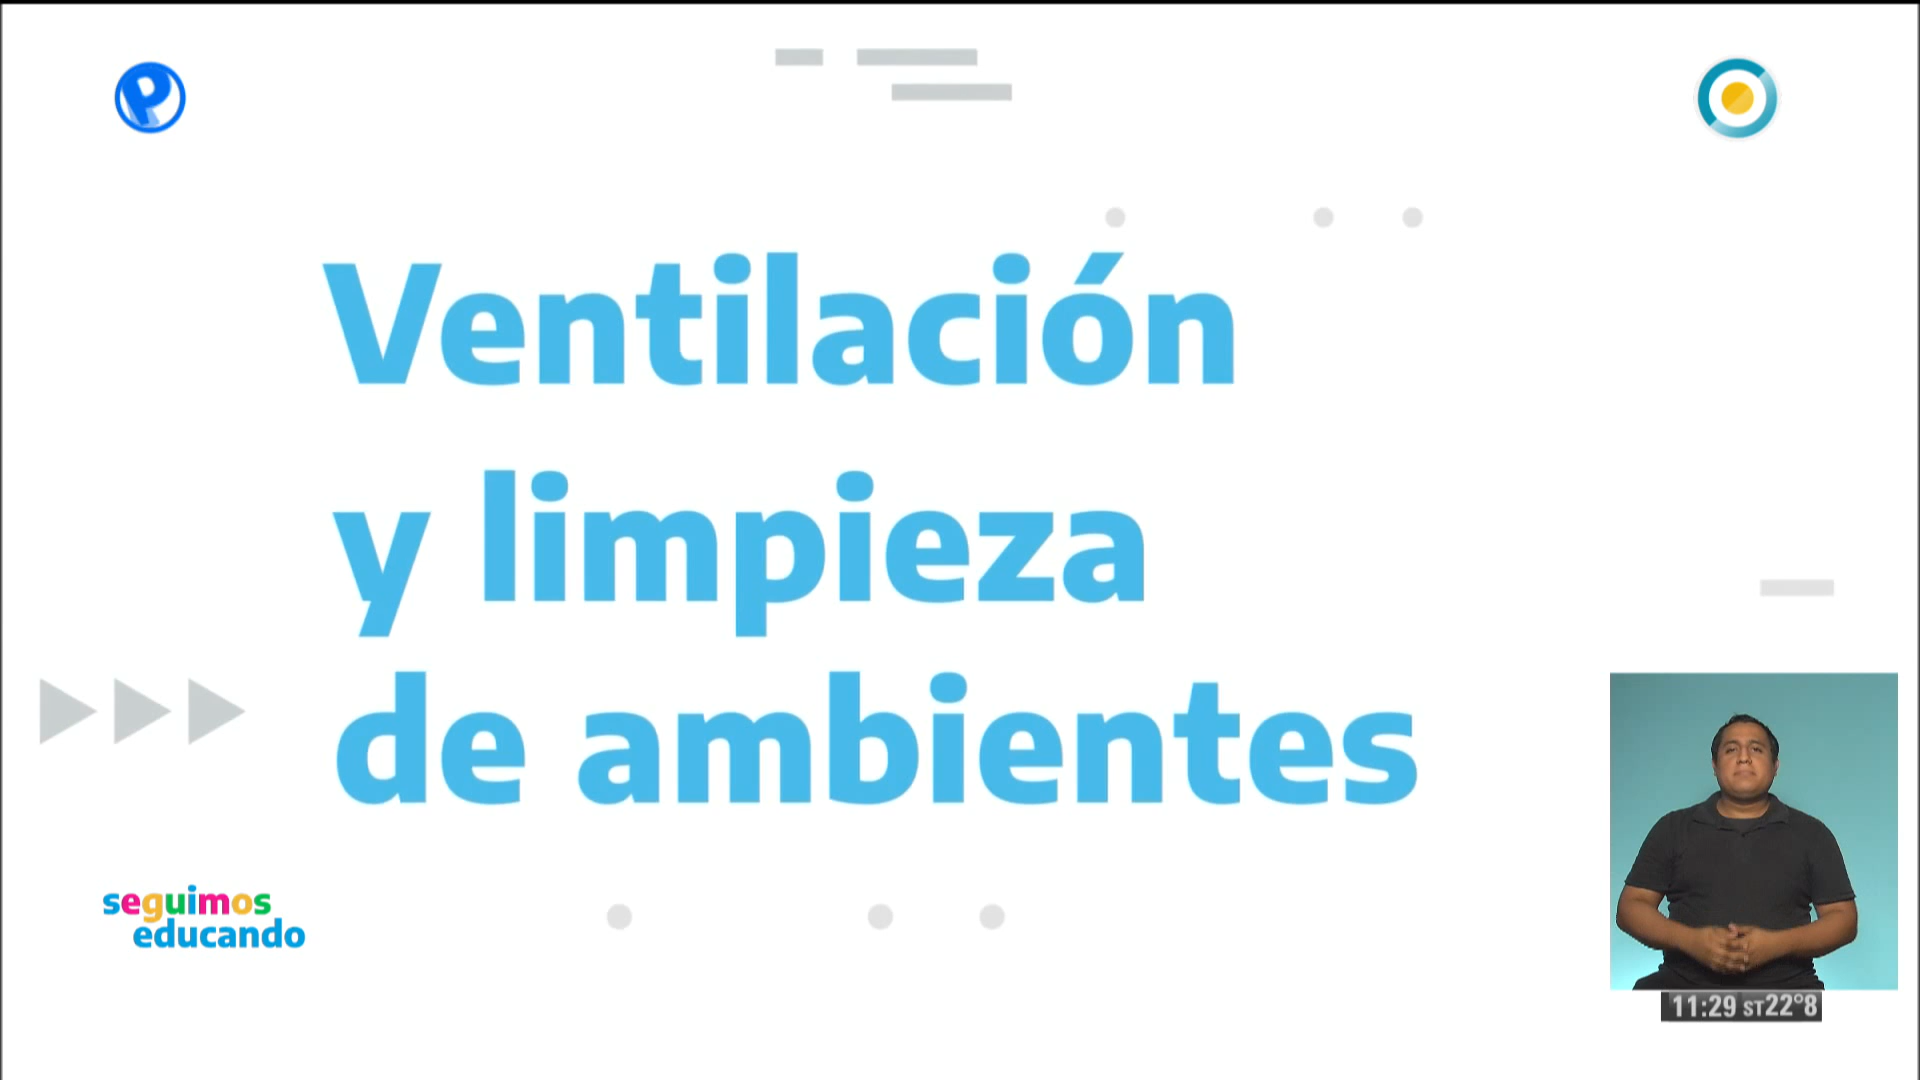 P
Ventilación
y limpieza
de ambientes
seguimos
educando
11:29 ST22°8